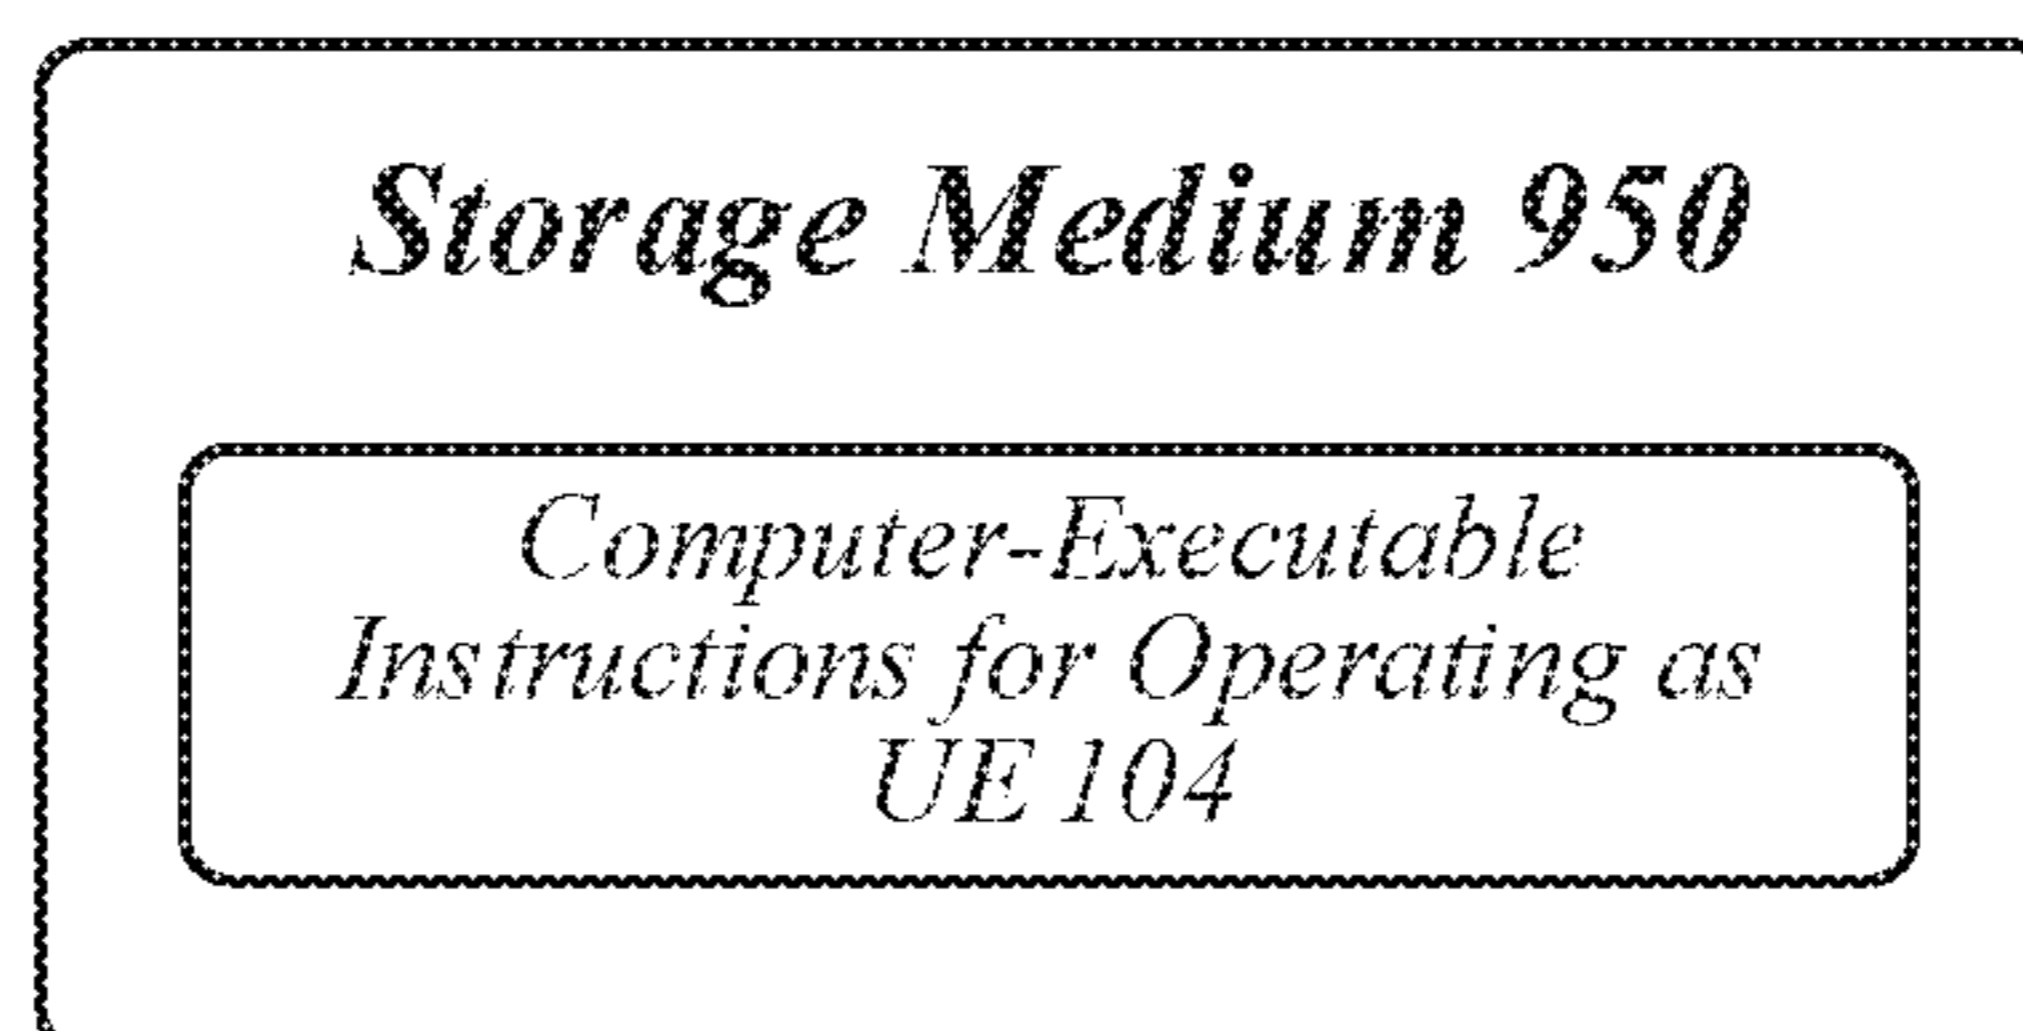 Storage Medium 950
Computer-Executable
Instructions for Operating as
UE 104